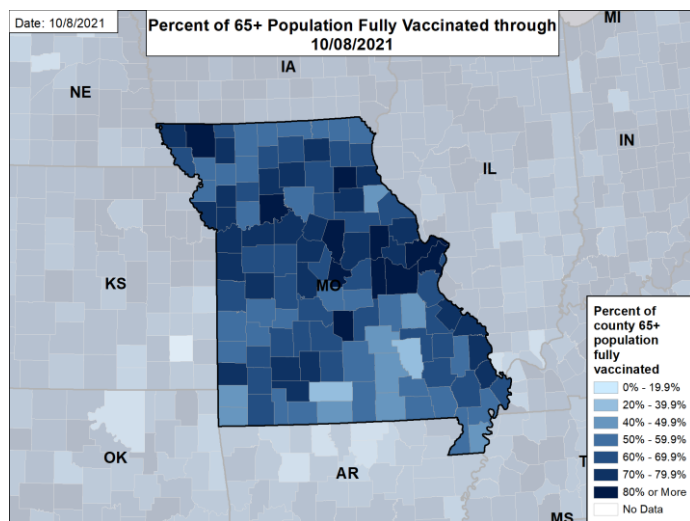 Date: 10/8/2021
Percent of 65+ Population Fully Vaccinated through
10/08/2021
MI
IA
NE
IN
IL
KS
MO
Percent of
county 65+
population
fully
vaccinated
0% - 19.9%
20% - 39.9%
40% - 49.9%
50% - 59.9%
60% - 69.9%
70% - 79.9%
80% or More
No Data
OK
AR
T
MS